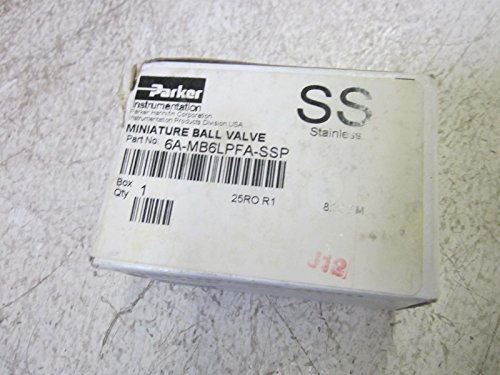 Parker
Instrumentation
Parker Hannifin Corporation
Instrumentation Products Division, USA
SS
Stainless
MINIATURE BALL VALVE
Part No. 6A-MB6LPFA-SSP
Box
Qty 1
25RO R1
J12